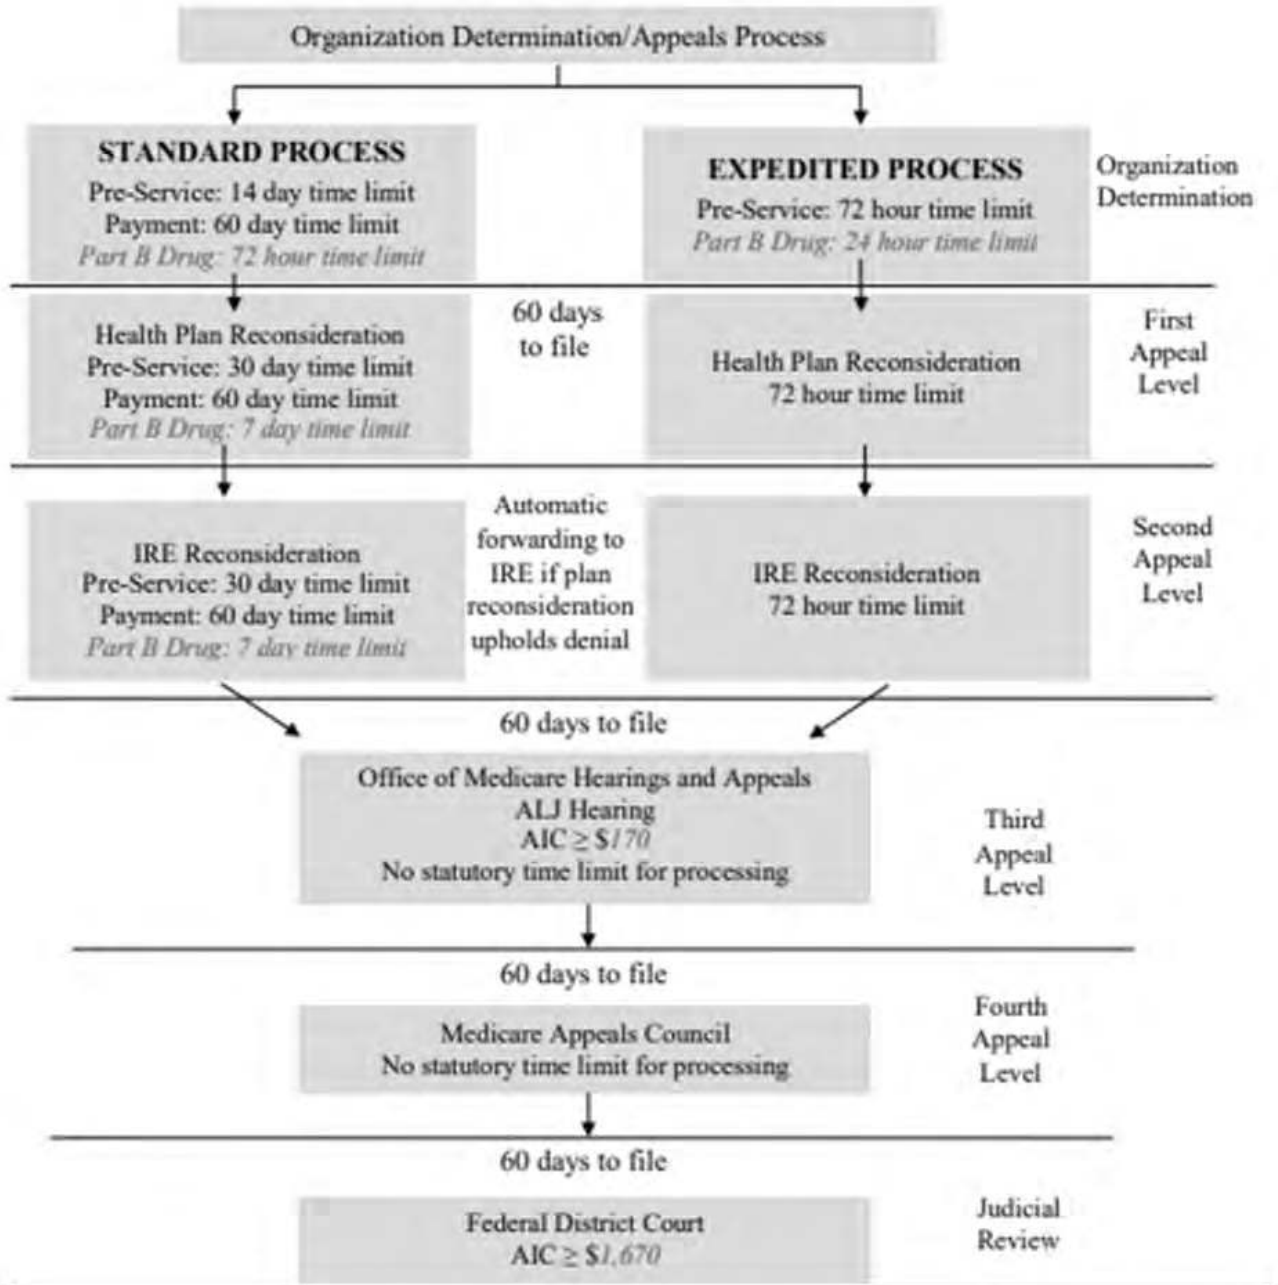 Organization Determination/Appeals Process
STANDARD PROCESS
Pre-Service: 14 day time limit
Payment: 60 day time limit
Part B Drug: 72 hour time limit
EXPEDITED PROCESS
Pre-Service: 72 hour time limit
Part B Drug: 24 hour time limit
Organization
Determination
Health Plan Reconsideration
Pre-Service: 30 day time limit
Payment: 60 day time limit
Part B Drug: 7 day time limit
60 days
to file
Health Plan Reconsideration
72 hour time limit
First
Appeal
Level
IRE Reconsideration
Pre-Service: 30 day time limit
Payment: 60 day time limit
Part B Drug: 7 day time limit
Automatic
forwarding to
IRE if plan
reconsideration
upholds denial
IRE Reconsideration
72 hour time limit
Second
Appeal
Level
60 days to file
Office of Medicare Hearings and Appeals
ALJ Hearing
AIC ≥ $170
No statutory time limit for processing
Third
Appeal
Level
60 days to file
Medicare Appeals Council
No statutory time limit for processing
Fourth
Appeal
Level
60 days to file
Federal District Court
AIC ≥ $1,670
Judicial
Review